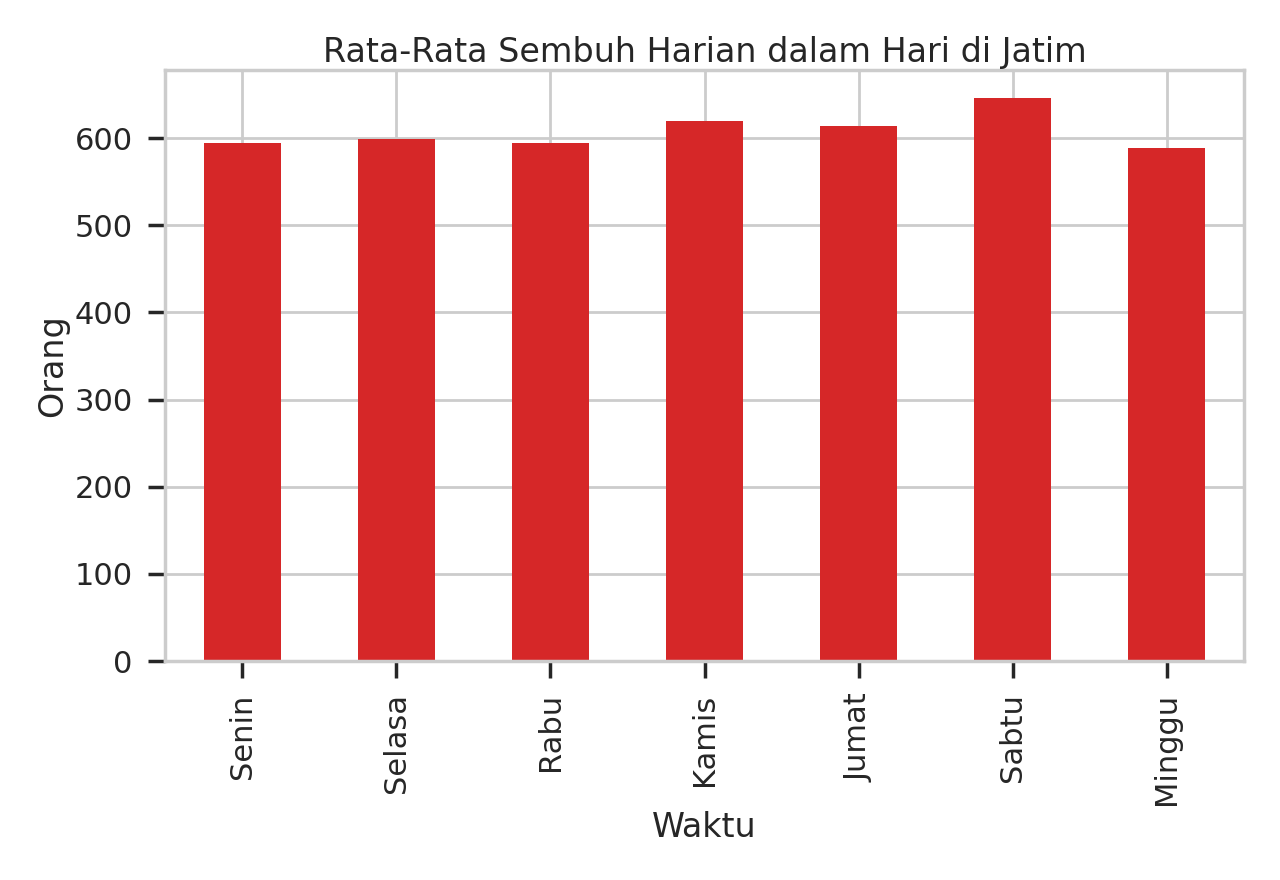 Rata-Rata Sembuh Harian dalam Hari di Jatim
Orang
600
500
400
300
200
100
0
Senin
Selasa
Rabu
Kamis
Jumat
Sabtu
Minggu
Waktu